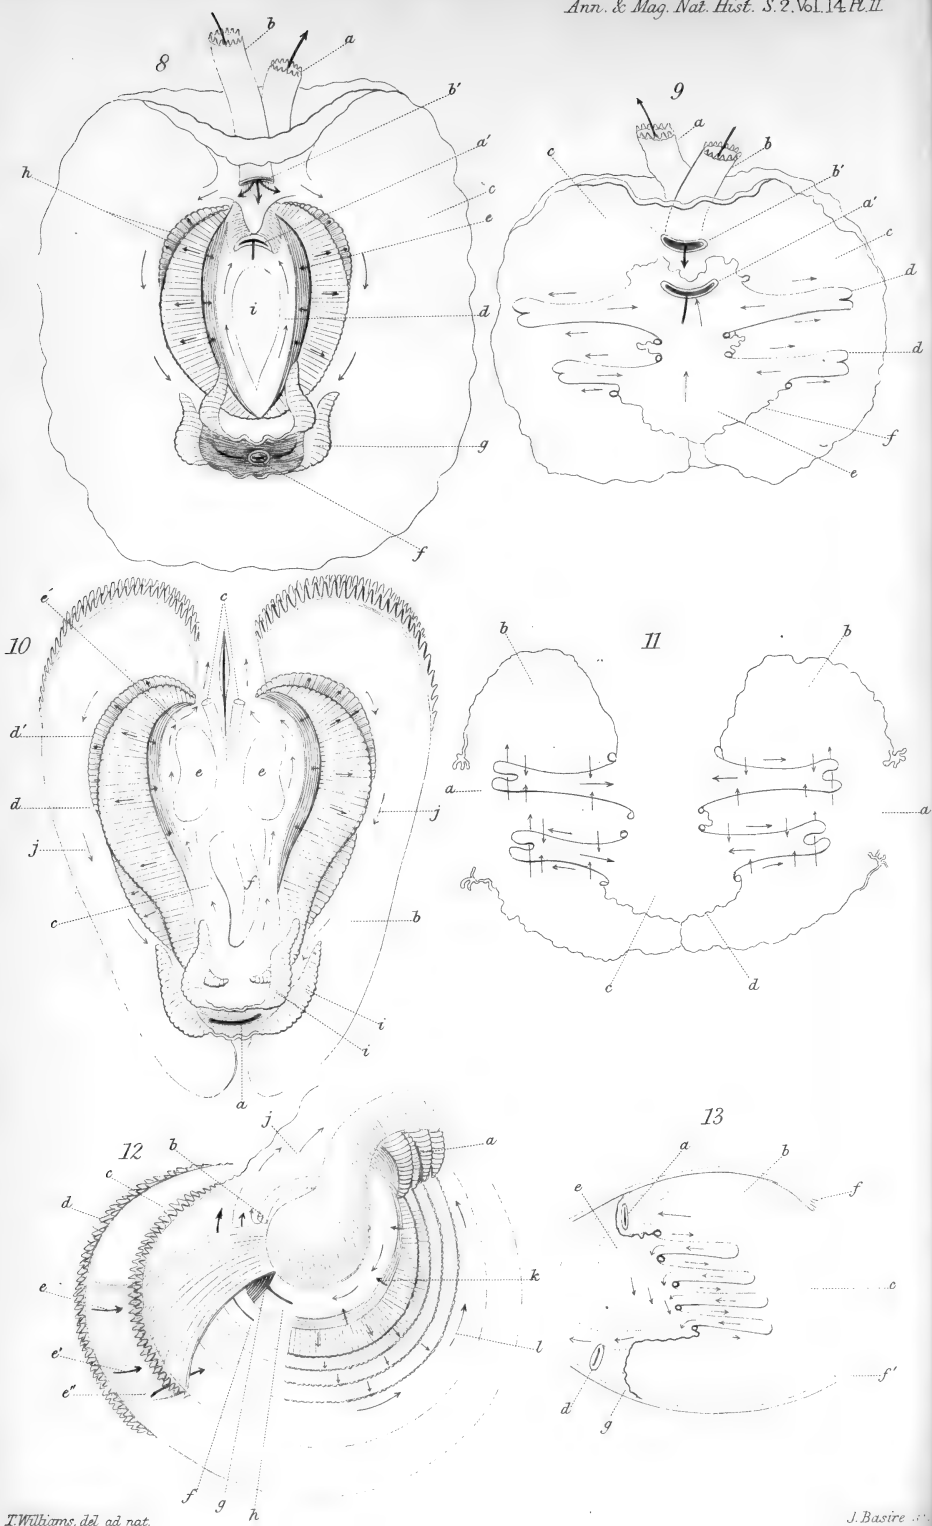 Ann. & Mag. Nat. Hist. S. 2. Vol. 14. Pl. II.
8
b
a
b'
a'
h
c
e
i
d
g
f
9
a
b
c
b'
a'
c
d
d
f
e
10
e'
c
d'
e
e
d
j
j
f
c
b
i
i
a
11
b
b
a
a
c
d
12
j
b
a
c
d
e
k
e'
l
e''
f
g
h
13
a
b
e
f
c
f'
d
g
T. Williams, del. ad nat.
J. Basire